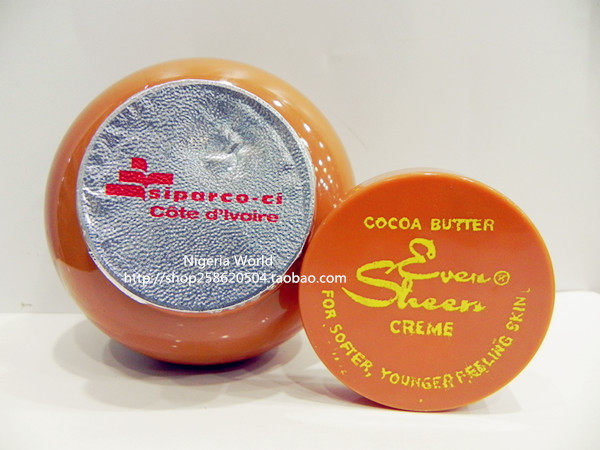 siparco-ci
Côte d'Ivoire
Nigeria World
http://shop258620504.taobao.com
COCOA BUTTER
Even ®
Sheen
CREME
FOR SOFTER, YOUNGER FEELING SKIN